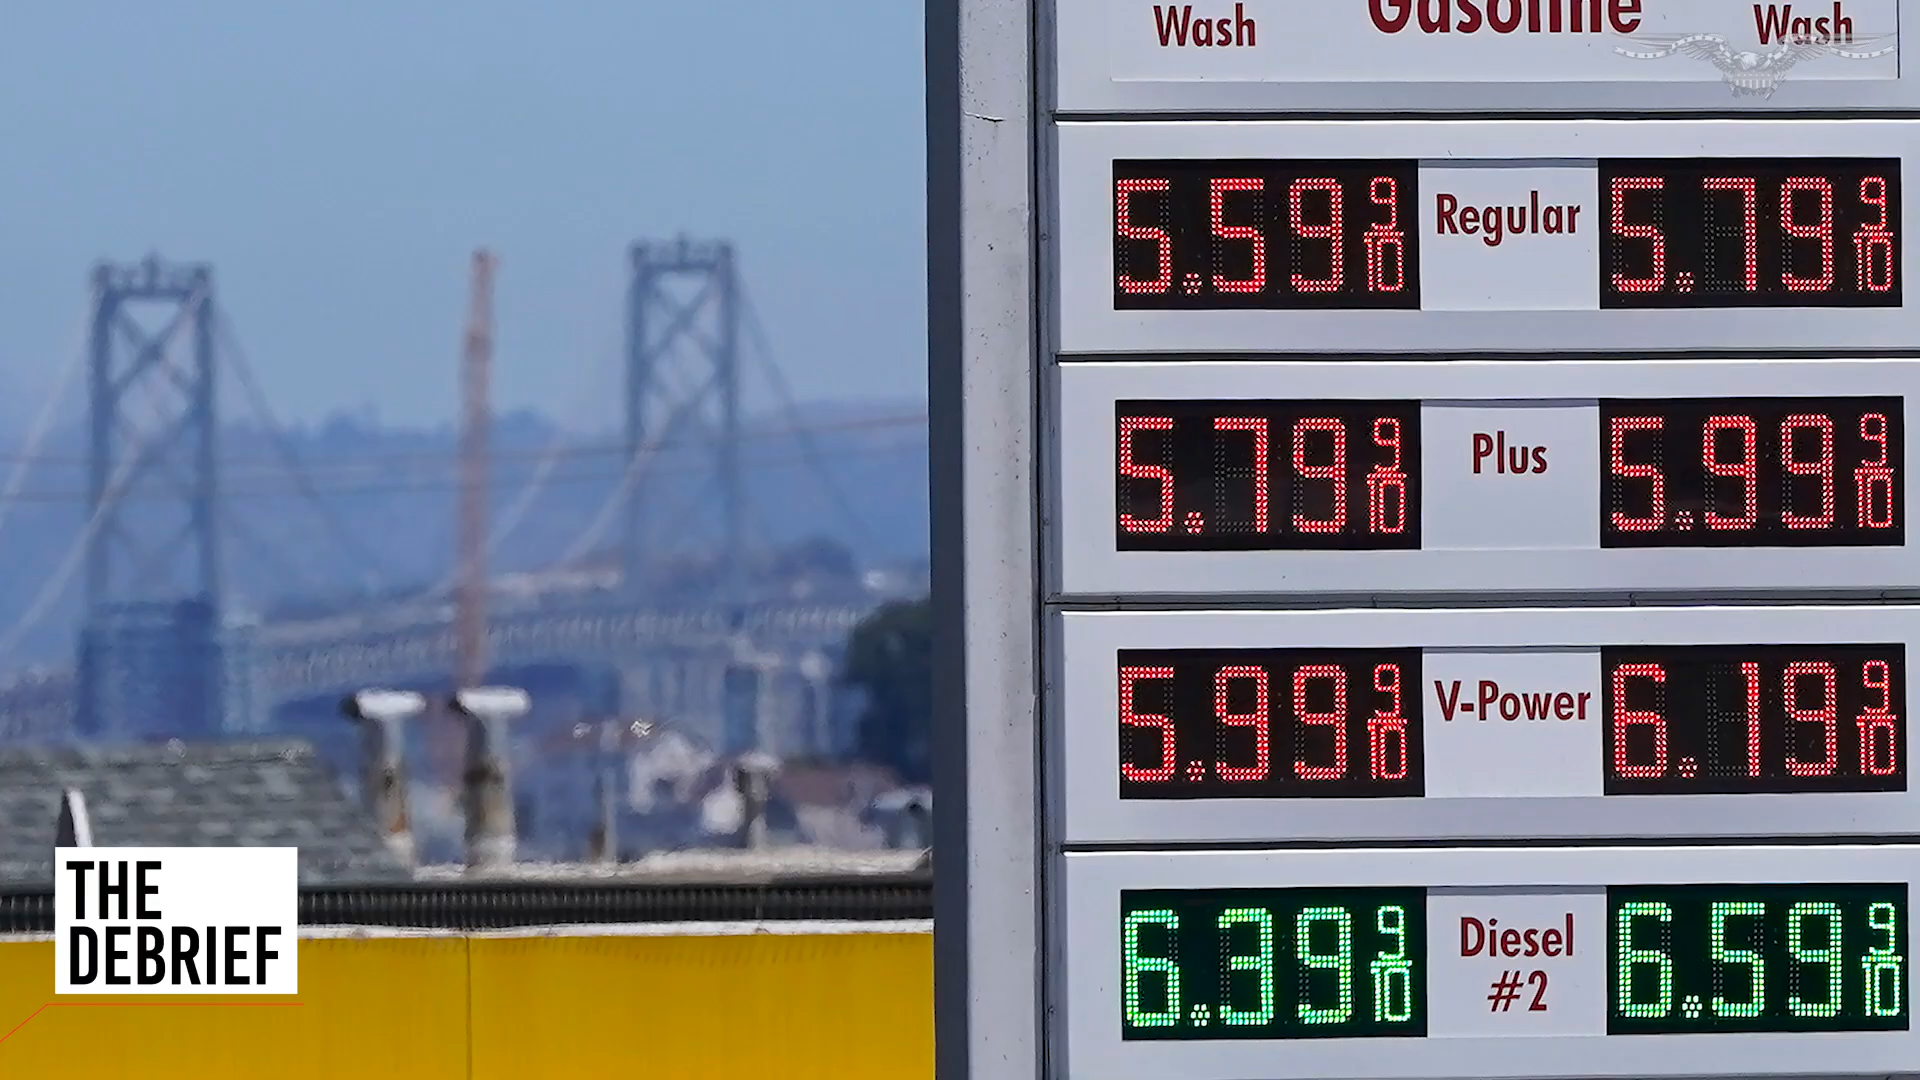 Wash Gasoline Wash
5.59 9/10 Regular 5.79 9/10
5.79 9/10 Plus 5.99 9/10
5.99 9/10 V-Power 6.19 9/10
6.39 9/10 Diesel #2 6.59 9/10
THE
DEBRIEF